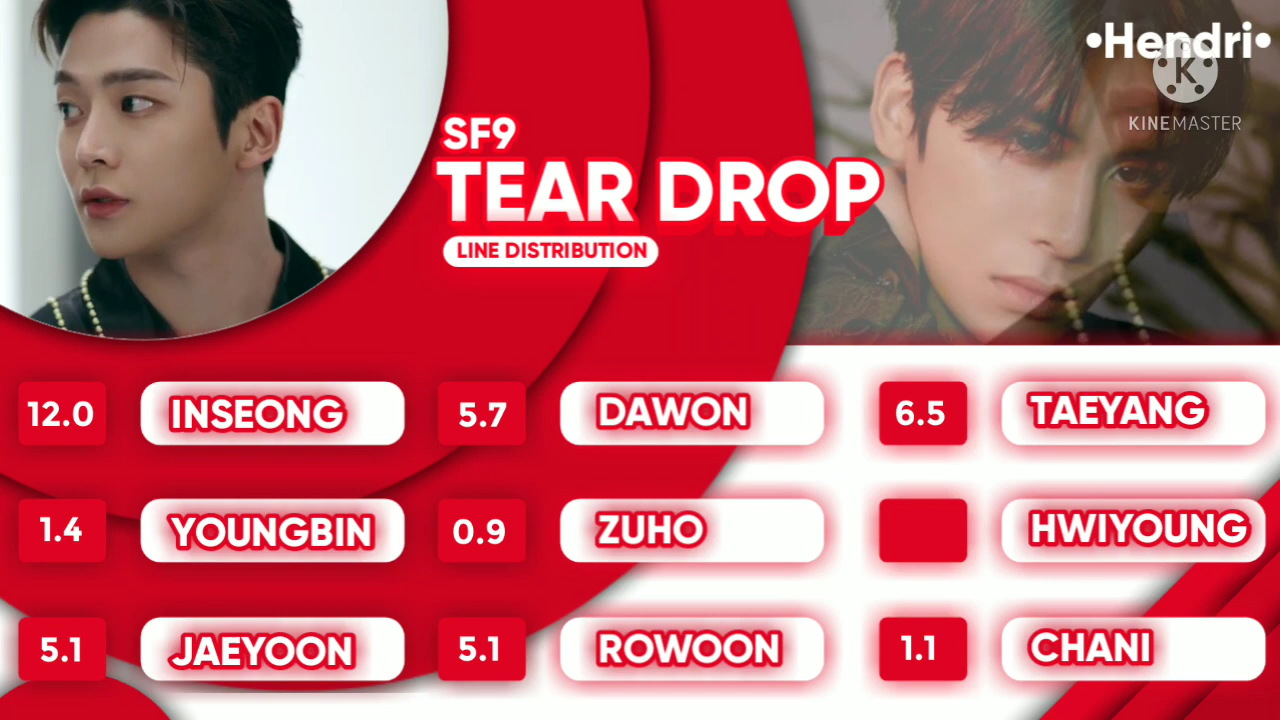 •Hendri•
K
KINEMASTER
SF9
TEAR DROP
LINE DISTRIBUTION
12.0 INSEONG 5.7 DAWON 6.5 TAEYANG
1.4 YOUNGBIN 0.9 ZUHO HWIYOUNG
5.1 JAEYOON 5.1 ROWOON 1.1 CHANI